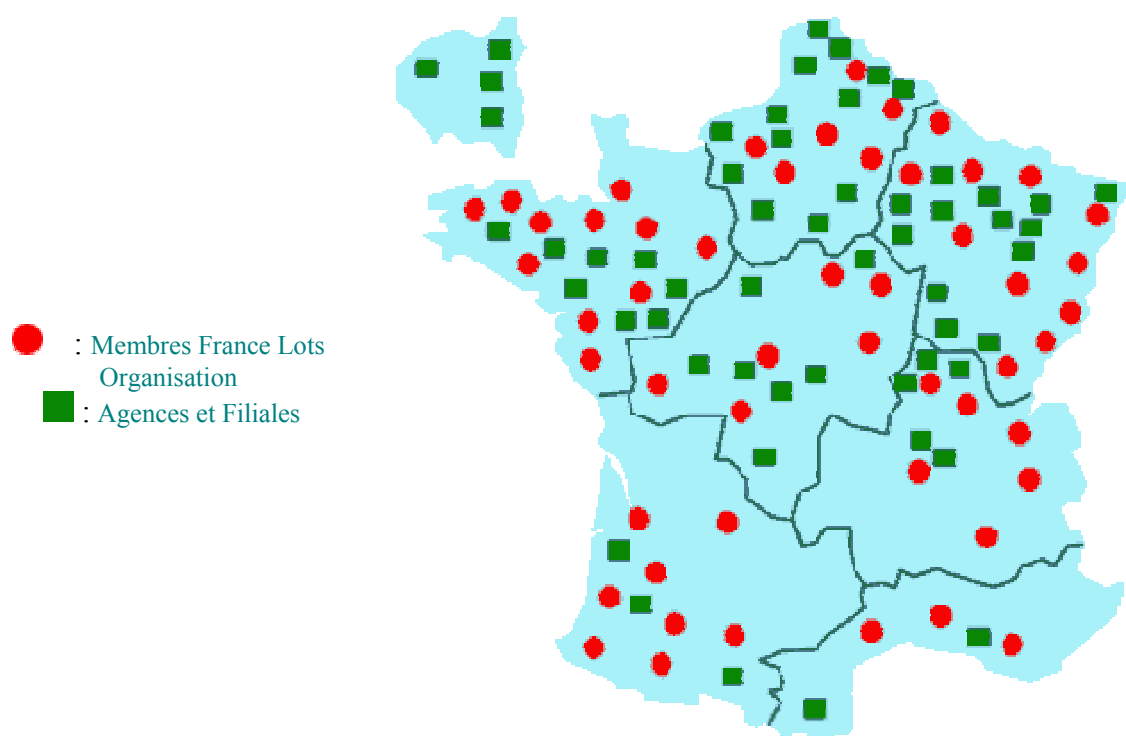 : Membres France Lots
Organisation
: Agences et Filiales